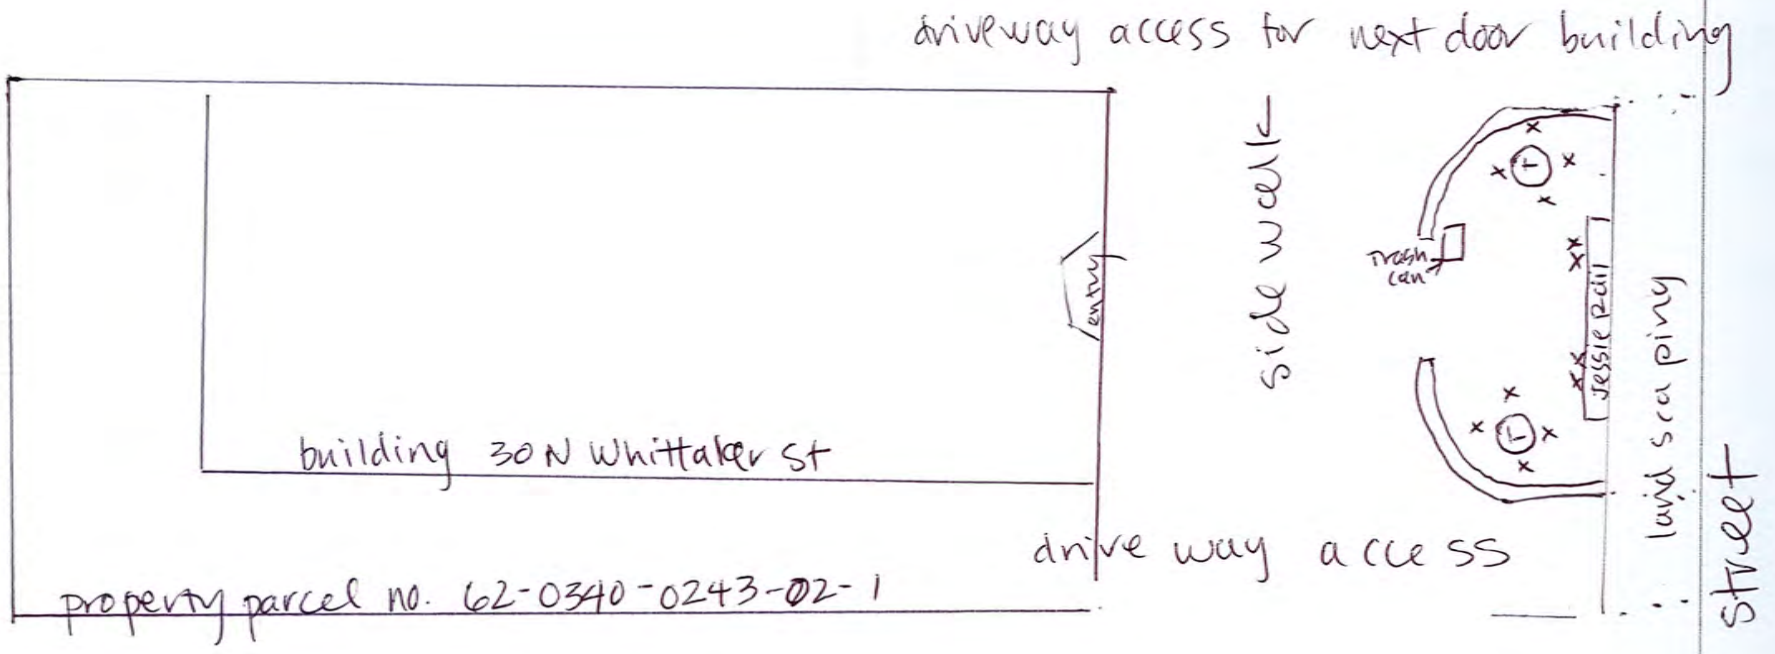 driveway access for next door building
side walk
T
Trash
can
entry
Jessie Rail
landscaping
T
building 30 N Whittaker St
street
drive way access
property parcel no. 62-0340-0243-02-1